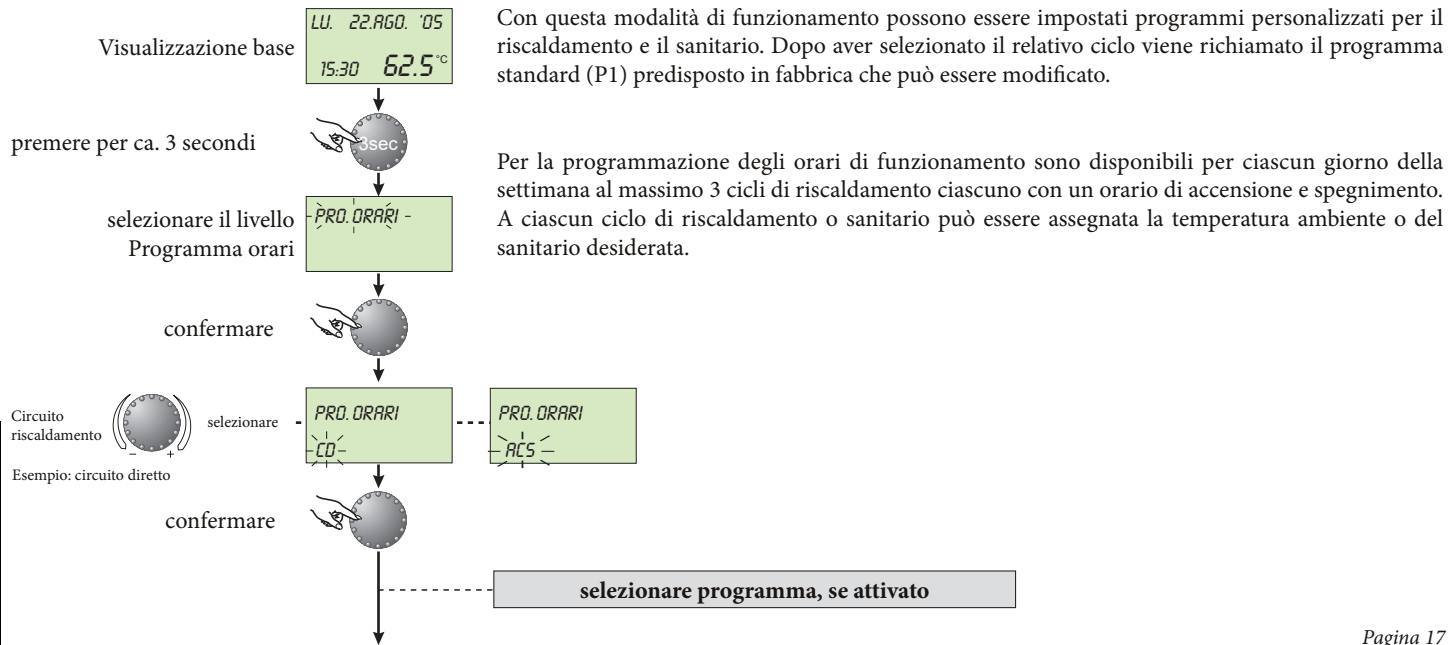 LU. 22.AGO. '05
Visualizzazione base
15:30 62.5°C
Con questa modalità di funzionamento possono essere impostati programmi personalizzati per il
riscaldamento e il sanitario. Dopo aver selezionato il relativo ciclo viene richiamato il programma
standard (P1) predisposto in fabbrica che può essere modificato.
premere per ca. 3 secondi
3sec
Per la programmazione degli orari di funzionamento sono disponibili per ciascun giorno della
settimana al massimo 3 cicli di riscaldamento ciascuno con un orario di accensione e spegnimento.
A ciascun ciclo di riscaldamento o sanitario può essere assegnata la temperatura ambiente o del
sanitario desiderata.
selezionare il livello
Programma orari
PRO. ORARI
confermare
Circuito
riscaldamento
- +
selezionare
Esempio: circuito diretto
PRO. ORARI
CD
PRO. ORARI
ACS
confermare
selezionare programma, se attivato
Pagina 17